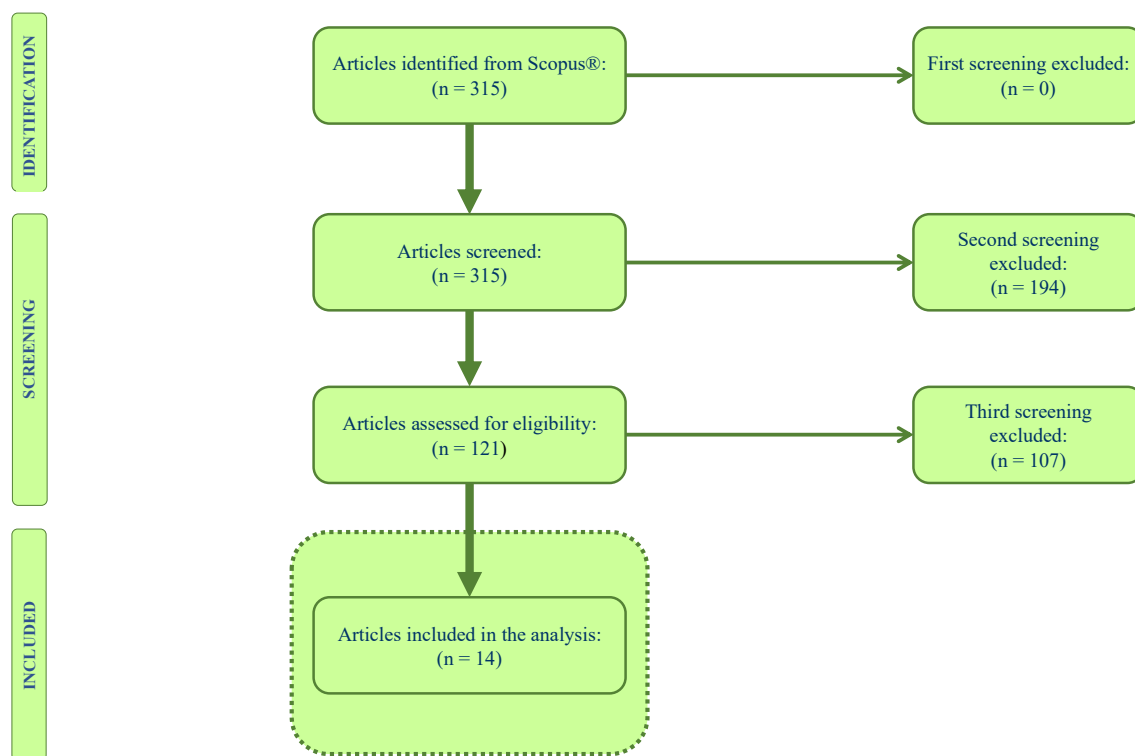 IDENTIFICATION
Articles identified from Scopus®:
(n = 315)
First screening excluded:
(n = 0)
SCREENING
Articles screened:
(n = 315)
Second screening
excluded:
(n = 194)
Articles assessed for eligibility:
(n = 121)
Third screening
excluded:
(n = 107)
INCLUDED
Articles included in the analysis:
(n = 14)